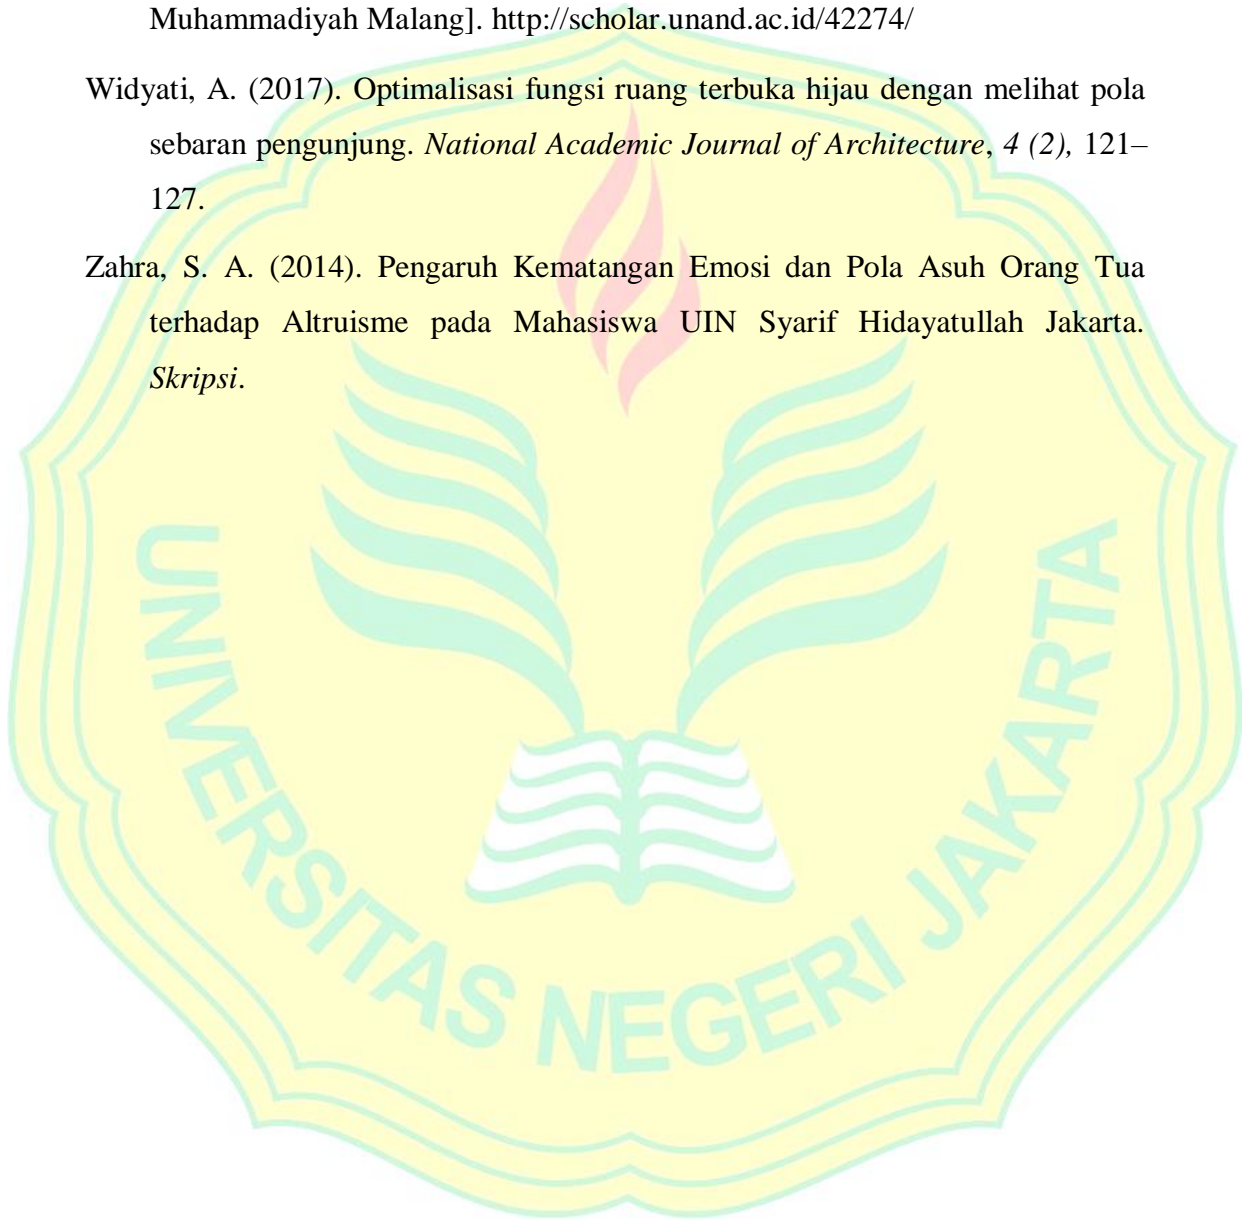 Muhammadiyah Malang]. http://scholar.unand.ac.id/42274/
Widyati, A. (2017). Optimalisasi fungsi ruang terbuka hijau dengan melihat pola
sebaran pengunjung. National Academic Journal of Architecture, 4 (2), 121–
127.
Zahra, S. A. (2014). Pengaruh Kematangan Emosi dan Pola Asuh Orang Tua
terhadap Altruisme pada Mahasiswa UIN Syarif Hidayatullah Jakarta.
Skripsi.
UNIVERSITAS NEGERI JAKARTA